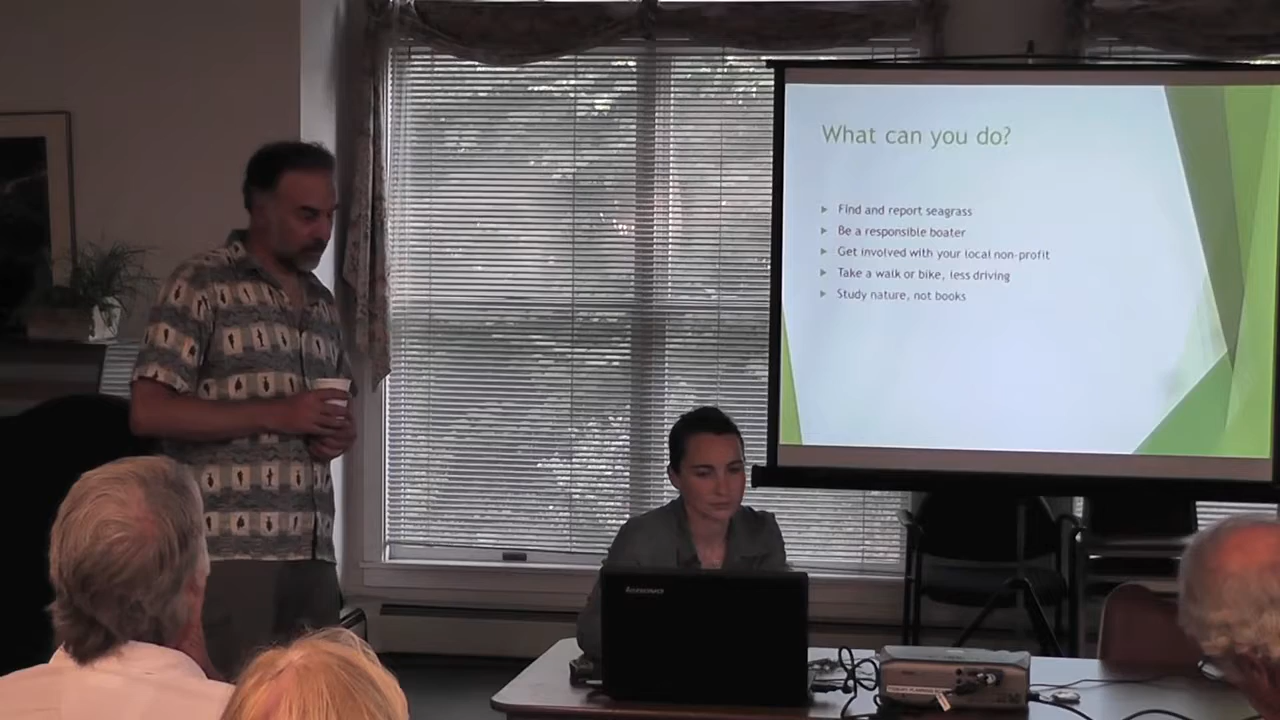 What can you do?
Find and report seagrass
Be a responsible boater
Get involved with your local non-profit
Take a walk or bike, less driving
Study nature, not books
lenovo